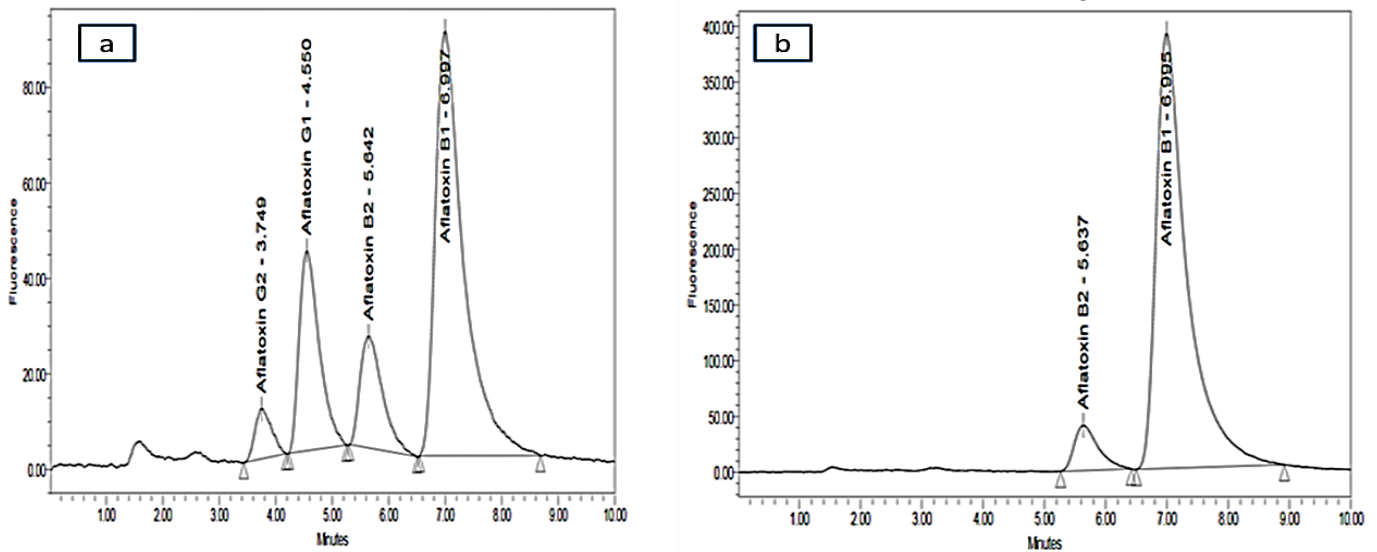 a
Fluorescence
80.00
60.00
40.00
20.00
0.00
Aflatoxin G2 - 3.749
Aflatoxin G1 - 4.550
Aflatoxin B2 - 5.642
Aflatoxin B1 - 6.997
1.00 2.00 3.00 4.00 5.00 6.00 7.00 8.00 9.00 10.00
Minutes
b
Fluorescence
400.00
350.00
300.00
250.00
200.00
150.00
100.00
50.00
0.00
Aflatoxin B2 - 5.637
Aflatoxin B1 - 6.995
1.00 2.00 3.00 4.00 5.00 6.00 7.00 8.00 9.00 10.00
Minutes